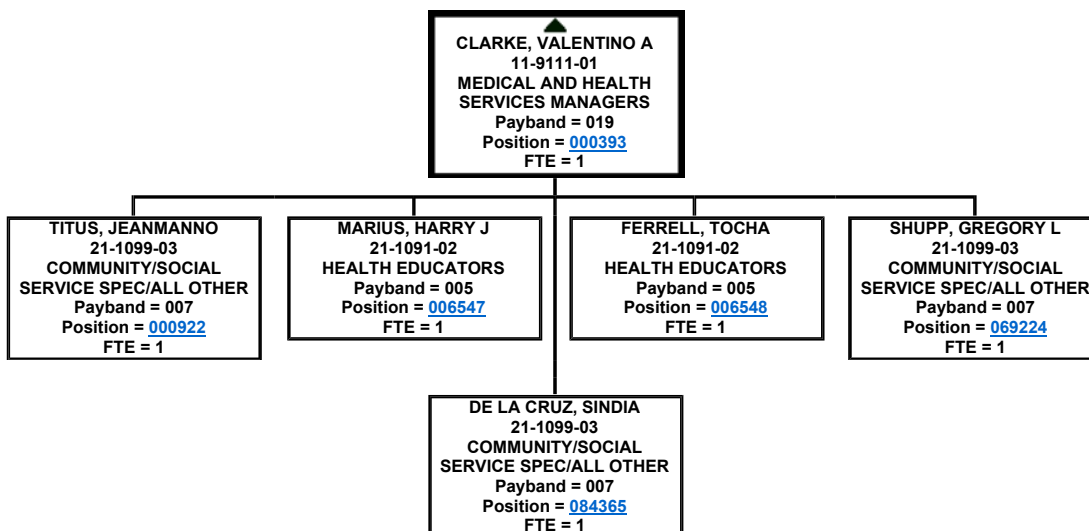 CLARKE, VALENTINO A
11-9111-01
MEDICAL AND HEALTH
SERVICES MANAGERS
Payband = 019
Position = 000393
FTE = 1
TITUS, JEANMANNO
21-1099-03
COMMUNITY/SOCIAL
SERVICE SPEC/ALL OTHER
Payband = 007
Position = 000922
FTE = 1
MARIUS, HARRY J
21-1091-02
HEALTH EDUCATORS
Payband = 005
Position = 006547
FTE = 1
FERRELL, TOCHA
21-1091-02
HEALTH EDUCATORS
Payband = 005
Position = 006548
FTE = 1
SHUPP, GREGORY L
21-1099-03
COMMUNITY/SOCIAL
SERVICE SPEC/ALL OTHER
Payband = 007
Position = 069224
FTE = 1
DE LA CRUZ, SINDIA
21-1099-03
COMMUNITY/SOCIAL
SERVICE SPEC/ALL OTHER
Payband = 007
Position = 084365
FTE = 1